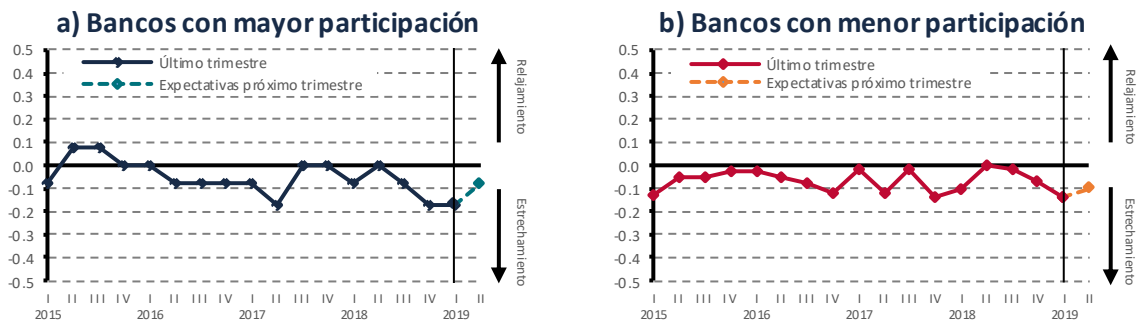 a) Bancos con mayor participación
0.5
0.4
0.3
0.2
0.1
0.0
-0.1
-0.2
-0.3
-0.4
-0.5
Último trimestre
Expectativas próximo trimestre
Relajamiento
Estrechamiento
I II III IV I II III IV I II III IV I II III IV I II
2015 2016 2017 2018 2019
b) Bancos con menor participación
0.5
0.4
0.3
0.2
0.1
0.0
-0.1
-0.2
-0.3
-0.4
-0.5
Último trimestre
Expectativas próximo trimestre
Relajamiento
Estrechamiento
I II III IV I II III IV I II III IV I II III IV I II
2015 2016 2017 2018 2019